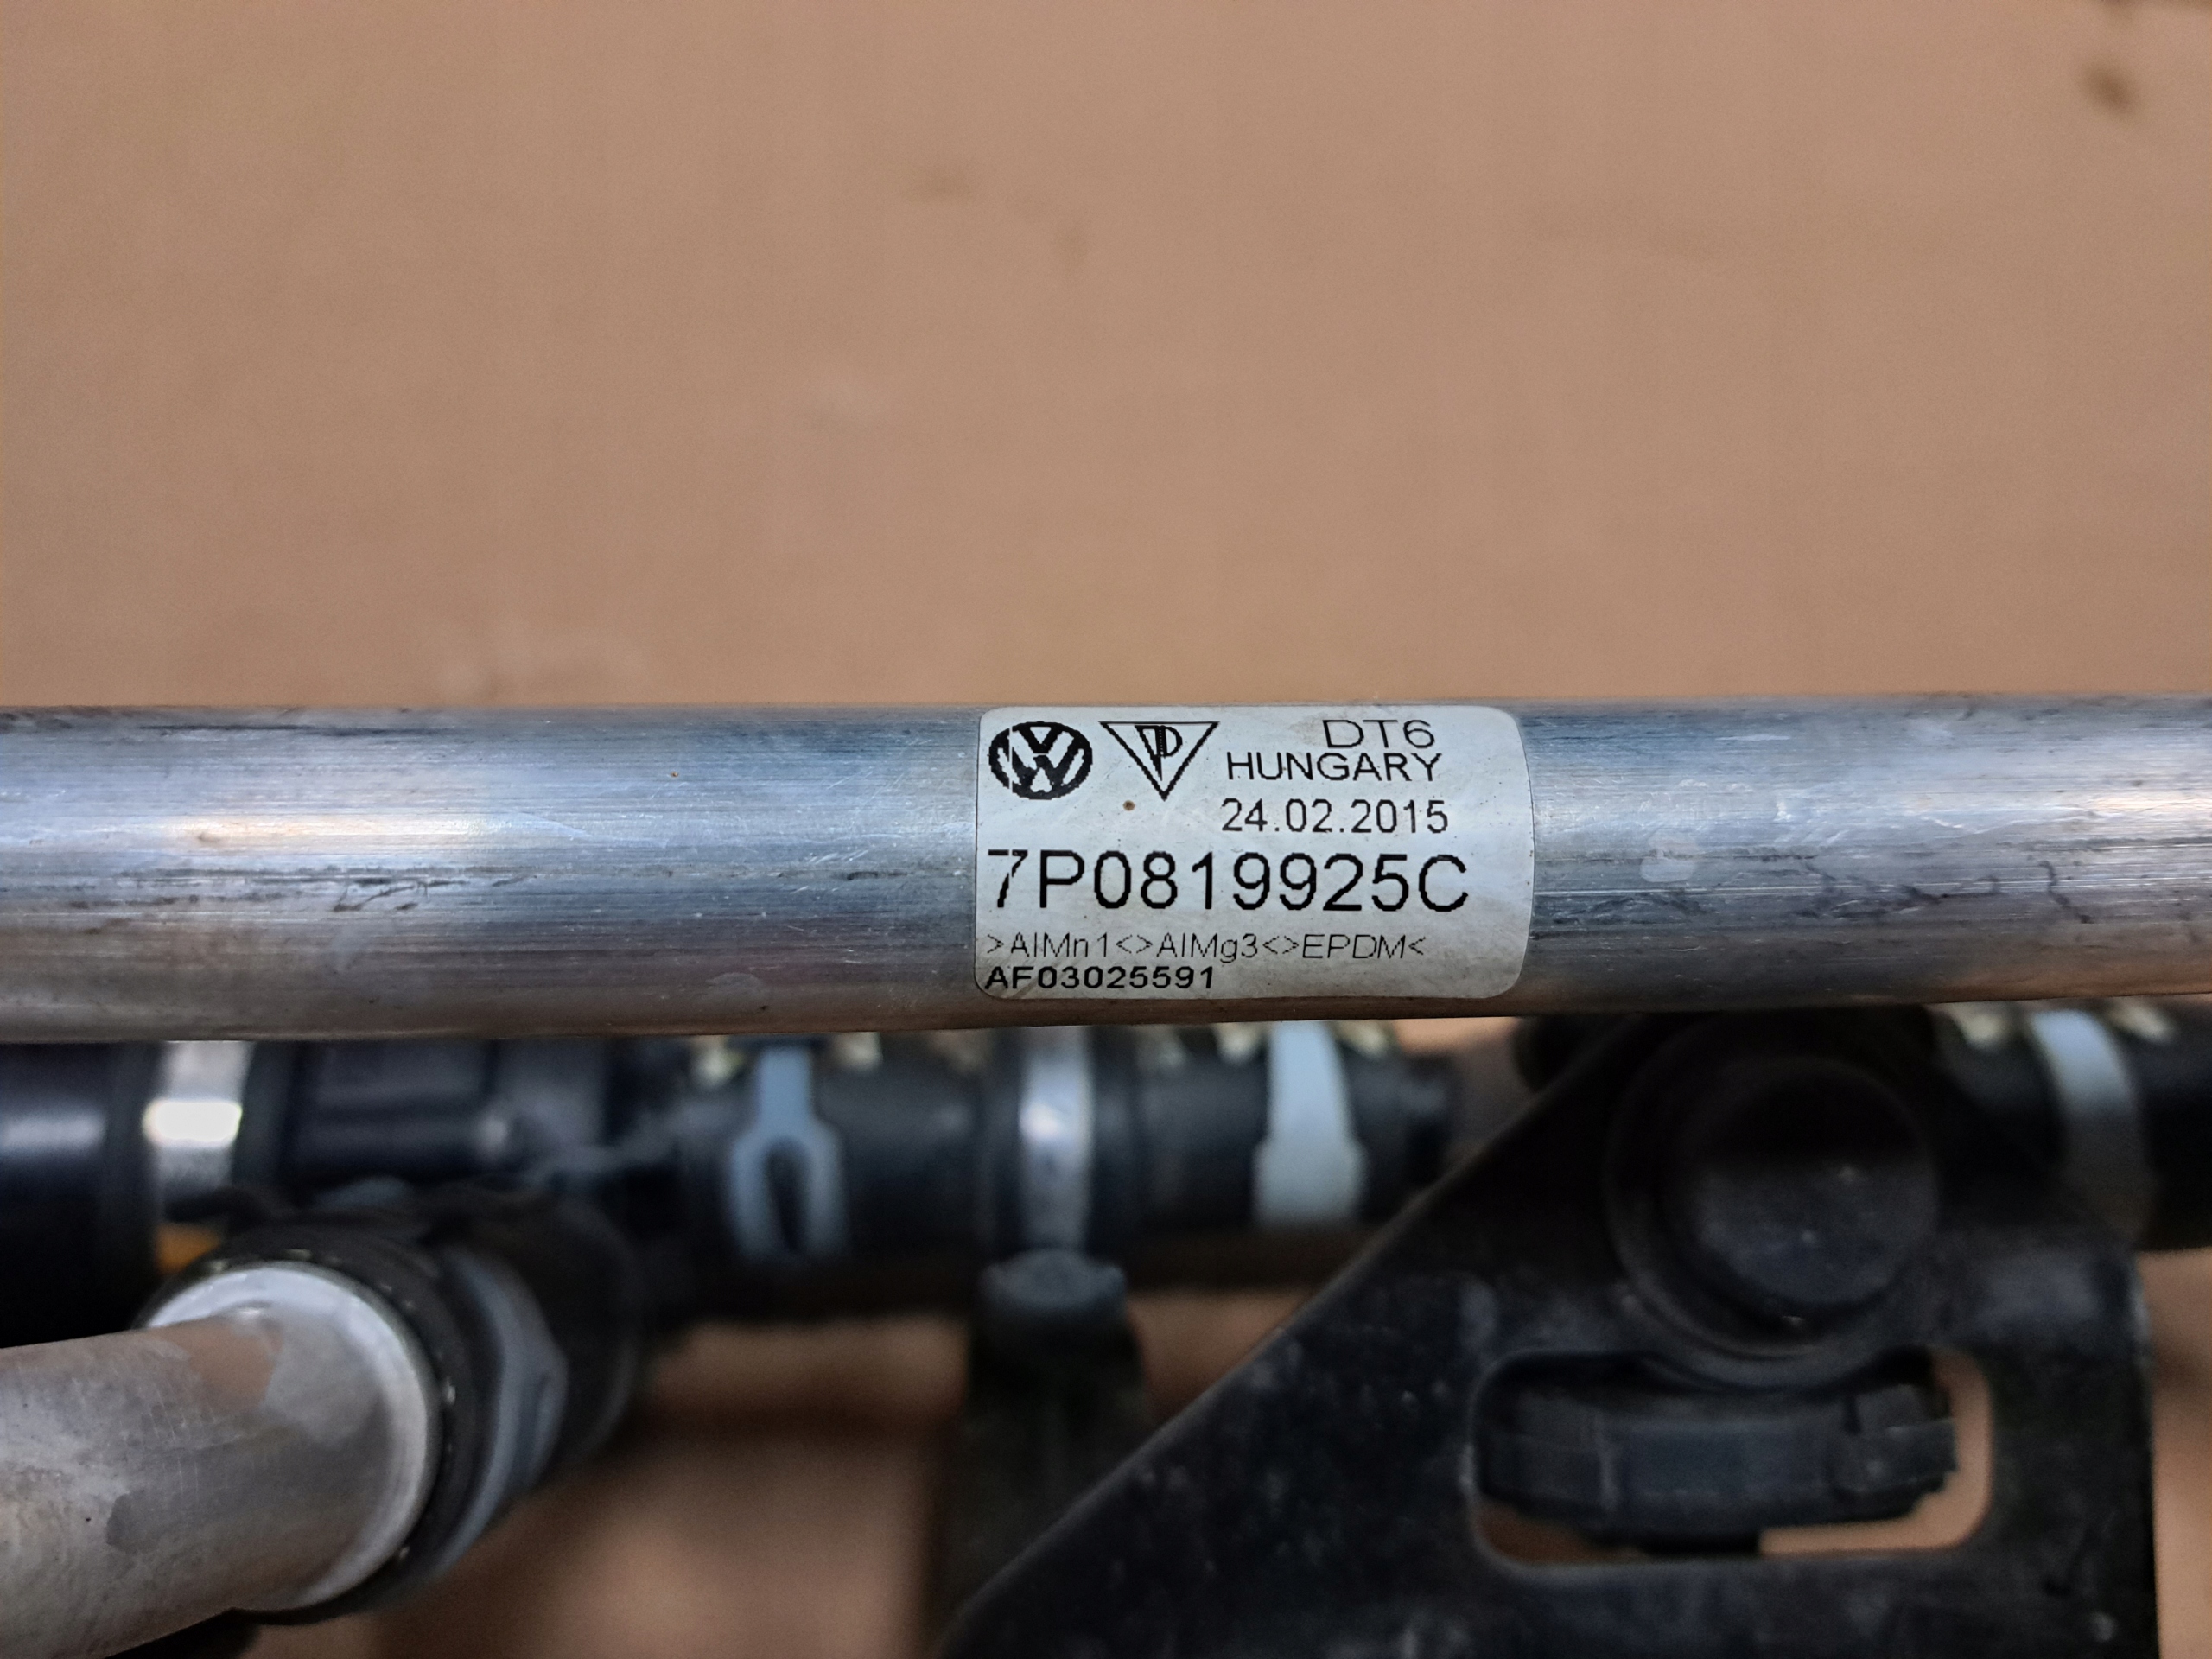 DT6
HUNGARY
24.02.2015
7P0819925C
>AlMn1<>AlMg3<>EPDM<
AF03025591